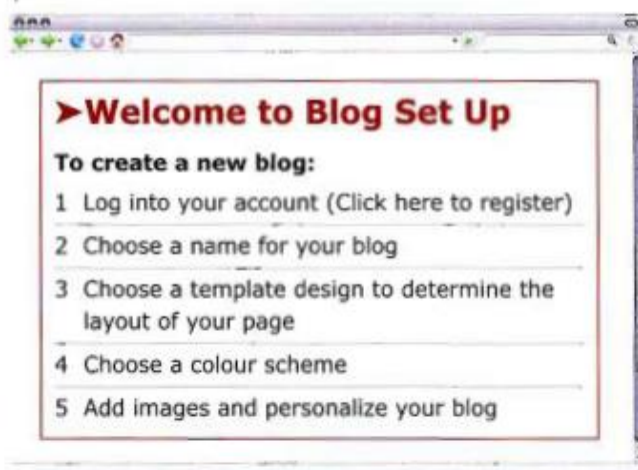 ➤Welcome to Blog Set Up
To create a new blog:
1 Log into your account (Click here to register)
2 Choose a name for your blog
3 Choose a template design to determine the
layout of your page
4 Choose a colour scheme
5 Add images and personalize your blog